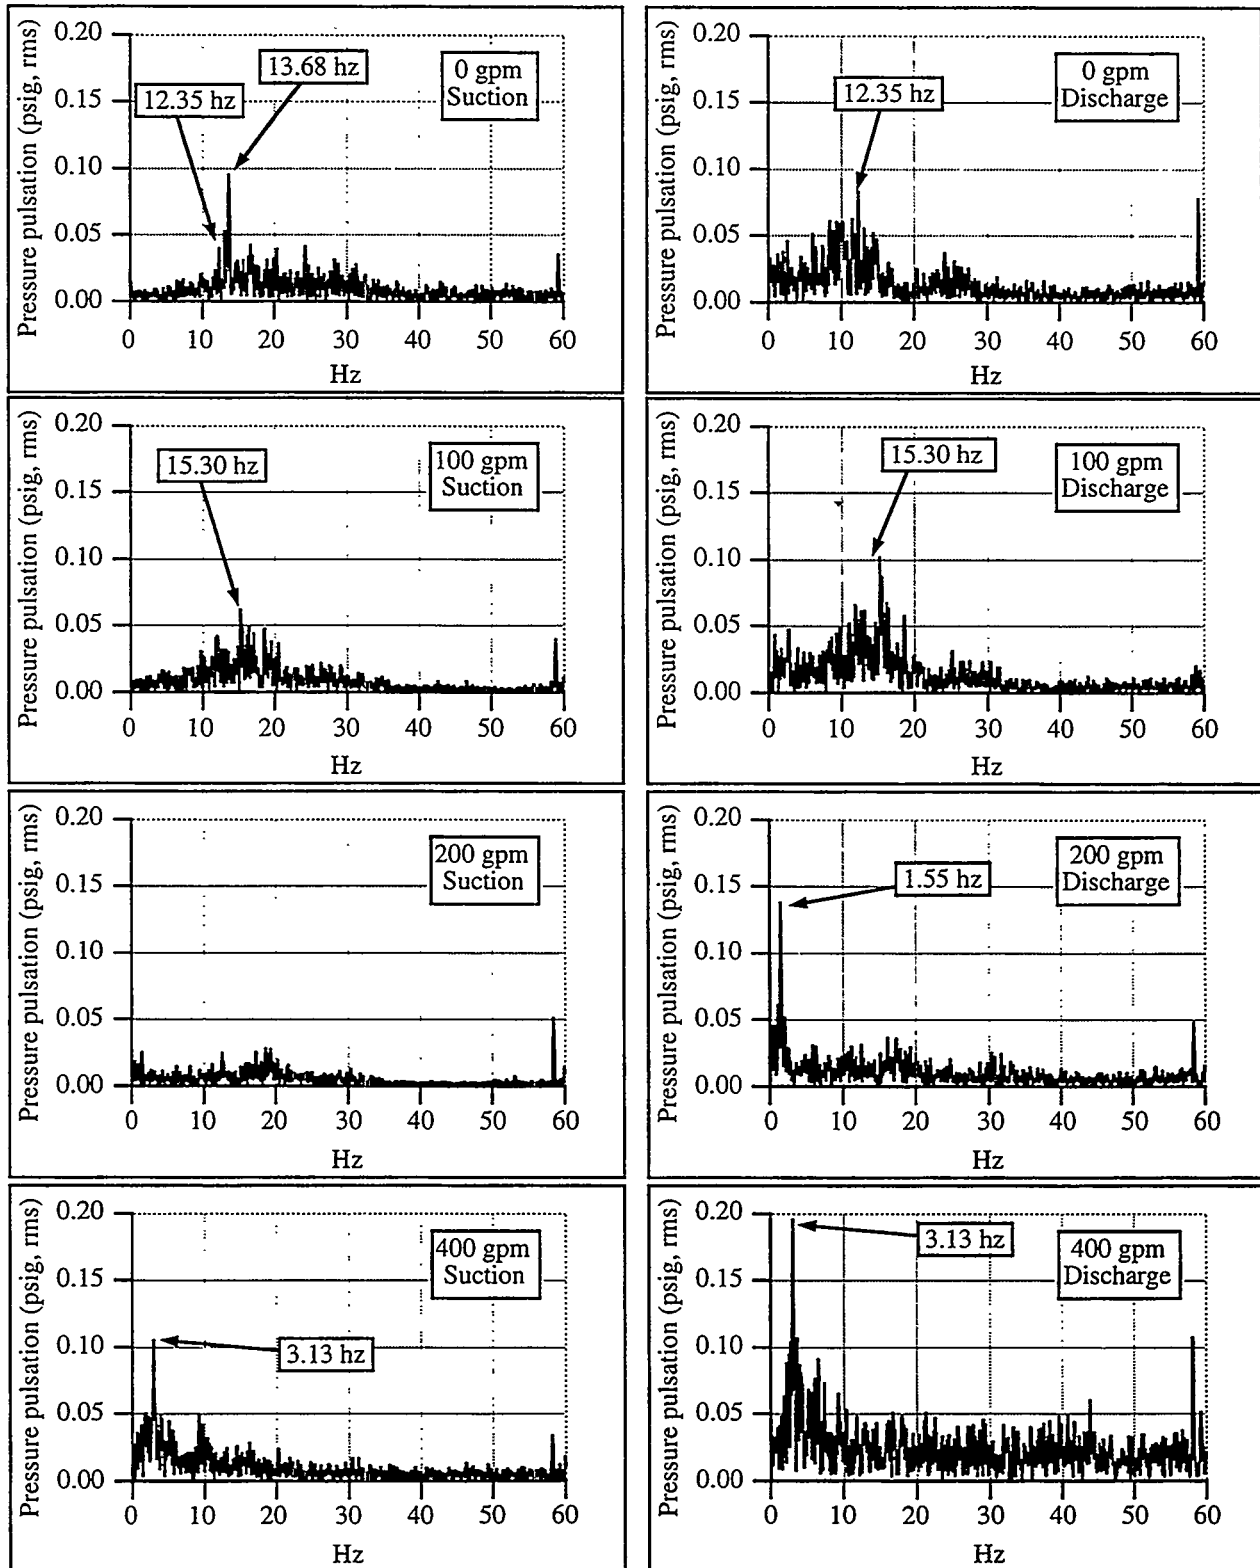 Pressure pulsation (psig, rms)
0.20
0.15
0.10
0.05
0.00
13.68 hz
12.35 hz
0 gpm
Suction
0 10 20 30 40 50 60
Hz
Pressure pulsation (psig, rms)
0.20
0.15
0.10
0.05
0.00
12.35 hz
0 gpm
Discharge
0 10 20 30 40 50 60
Hz
Pressure pulsation (psig, rms)
0.20
0.15
0.10
0.05
0.00
15.30 hz
100 gpm
Suction
0 10 20 30 40 50 60
Hz
Pressure pulsation (psig, rms)
0.20
0.15
0.10
0.05
0.00
15.30 hz
100 gpm
Discharge
0 10 20 30 40 50 60
Hz
Pressure pulsation (psig, rms)
0.20
0.15
0.10
0.05
0.00
200 gpm
Suction
0 10 20 30 40 50 60
Hz
Pressure pulsation (psig, rms)
0.20
0.15
0.10
0.05
0.00
1.55 hz
200 gpm
Discharge
0 10 20 30 40 50 60
Hz
Pressure pulsation (psig, rms)
0.20
0.15
0.10
0.05
0.00
3.13 hz
400 gpm
Suction
0 10 20 30 40 50 60
Hz
Pressure pulsation (psig, rms)
0.20
0.15
0.10
0.05
0.00
3.13 hz
400 gpm
Discharge
0 10 20 30 40 50 60
Hz